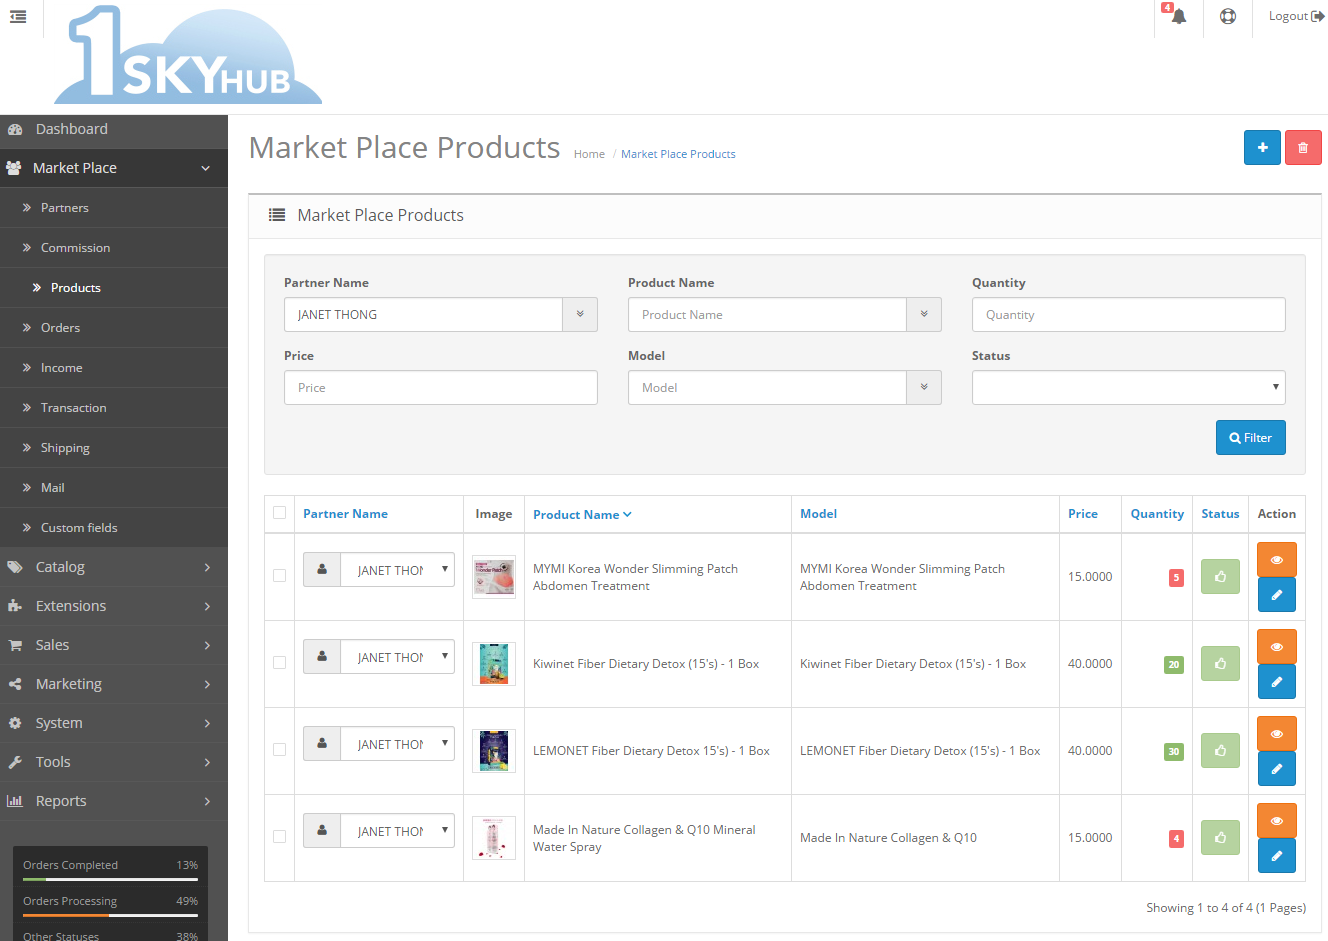 1SKYHUB
4
Logout
Dashboard
Market Place
Partners
Commission
Products
Orders
Income
Transaction
Shipping
Mail
Custom fields
Catalog
Extensions
Sales
Marketing
System
Tools
Reports
Orders Completed 13%
Orders Processing 49%
Other Statuses 38%
Market Place Products Home / Market Place Products
Market Place Products
Partner Name Product Name Quantity
JANET THONG Product Name Quantity
Price Model Status
Price Model
Filter
Partner Name Image Product Name Model Price Quantity Status Action
JANET THON MYMI Korea Wonder Slimming Patch MYMI Korea Wonder Slimming Patch 15.0000 5
Abdomen Treatment Abdomen Treatment
JANET THON Kiwinet Fiber Dietary Detox (15's) - 1 Box Kiwinet Fiber Dietary Detox (15's) - 1 Box 40.0000 20
JANET THON LEMONET Fiber Dietary Detox 15's) - 1 Box LEMONET Fiber Dietary Detox (15's) - 1 Box 40.0000 30
JANET THON Made In Nature Collagen & Q10 Mineral Made In Nature Collagen & Q10 15.0000 4
Water Spray
Showing 1 to 4 of 4 (1 Pages)